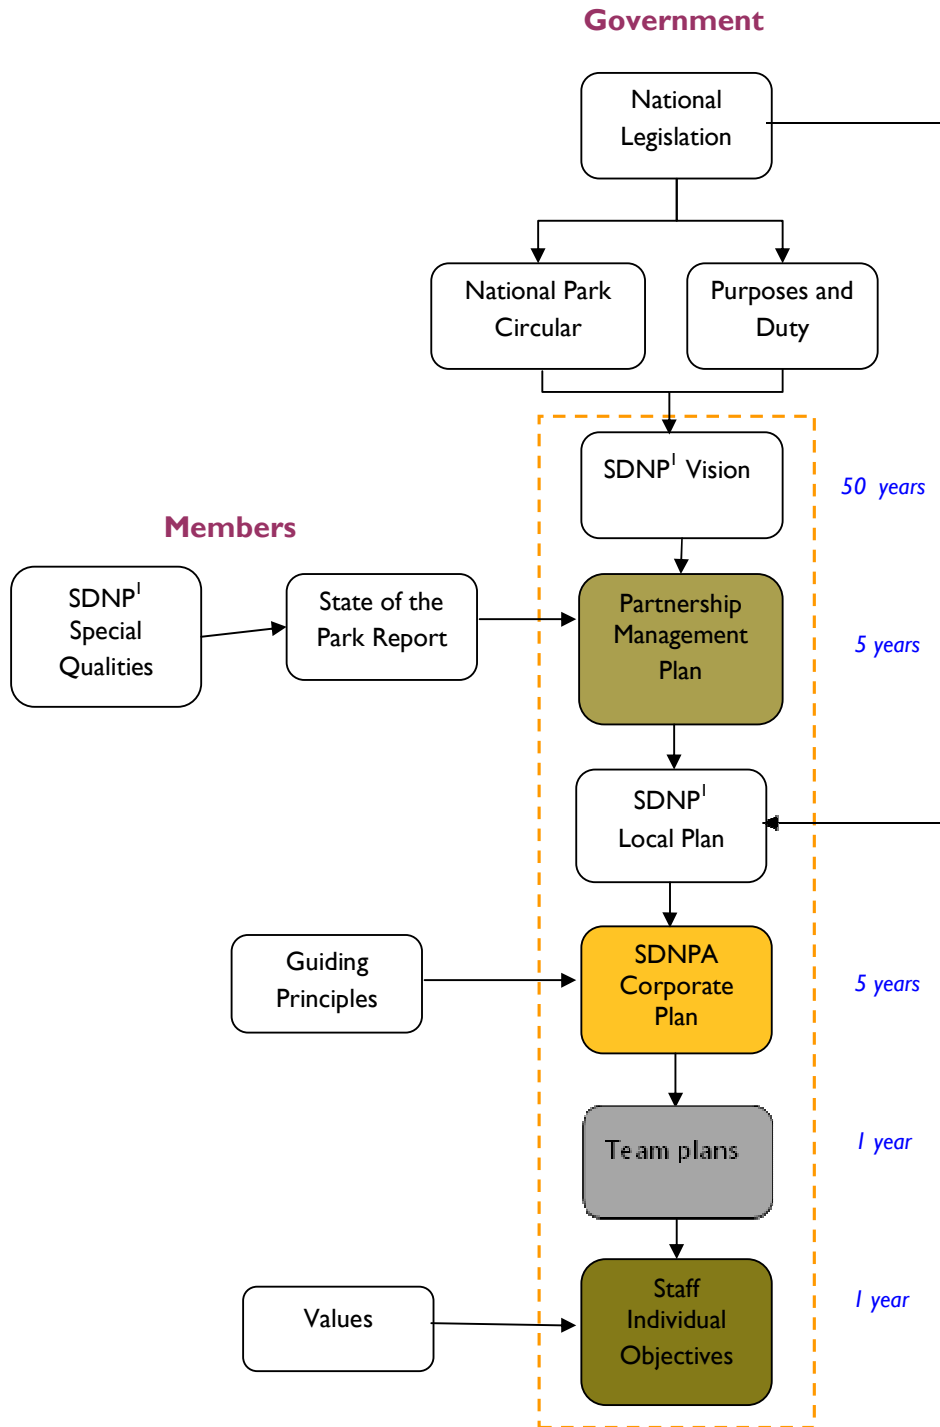 Government
National
Legislation
National Park
Circular
Purposes and
Duty
SDNP¹ Vision
50 years
Members
SDNP¹
Special
Qualities
State of the
Park Report
Partnership
Management
Plan
5 years
SDNP¹
Local Plan
Guiding
Principles
SDNPA
Corporate
Plan
5 years
Team plans
1 year
Values
Staff
Individual
Objectives
1 year